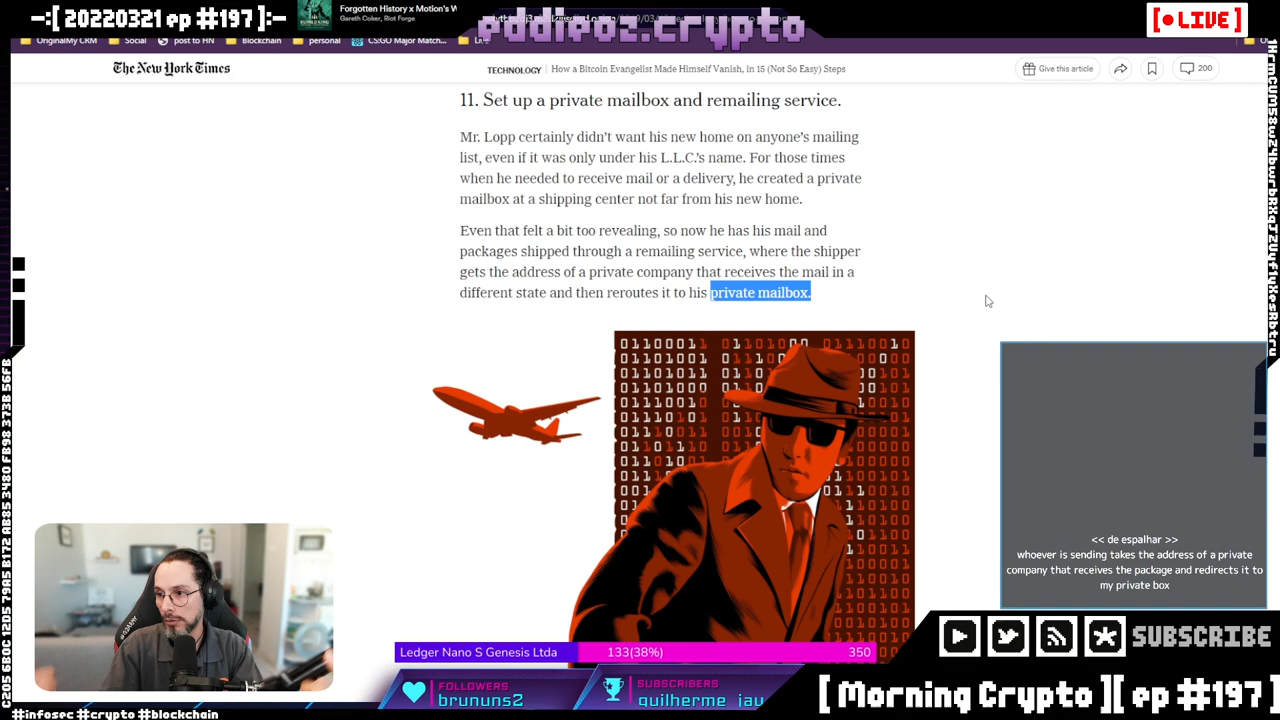 -:[ 20220321 ep #197 ]:-
Forgotten History x Motion's W
Gareth Coker, Riot Forge
eddieoz.crypto
[ • LIVE ]
OriginalMy CRM
Social
post to HN
Blockchain
personal
CS:GO Major Match...
The New York Times
TECHNOLOGY
How a Bitcoin Evangelist Made Himself Vanish, in 15 (Not So Easy) Steps
Give this article
200
11. Set up a private mailbox and remailing service.
Mr. Lopp certainly didn't want his new home on anyone's mailing
list, even if it was only under his L.L.C.'s name. For those times
when he needed to receive mail or a delivery, he created a private
mailbox at a shipping center not far from his new home.
Even that felt a bit too revealing, so now he has his mail and
packages shipped through a remailing service, where the shipper
gets the address of a private company that receives the mail in a
different state and then reroutes it to his private mailbox.
<< de espalhar >>
whoever is sending takes the address of a private
company that receives the package and redirects it to
my private box
Ledger Nano S Genesis Ltda
133(38%)
350
FOLLOWERS
brununs2
SUBSCRIBERS
guilherme_jav
SUBSCRIBE
[ Morning Crypto ][ ep #197 ]
#infosec #crypto #blockchain